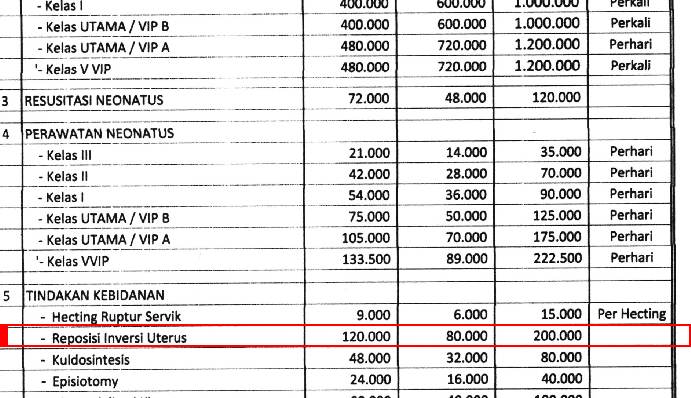 - Kelas I 400.000 600.000 1.000.000 Perkali
- Kelas UTAMA / VIP B 400.000 600.000 1.000.000 Perkali
- Kelas UTAMA / VIP A 480.000 720.000 1.200.000 Perhari
'- Kelas V VIP 480.000 720.000 1.200.000 Perkali
3 RESUSITASI NEONATUS 72.000 48.000 120.000
4 PERAWATAN NEONATUS
- Kelas III 21.000 14.000 35.000 Perhari
- Kelas II 42.000 28.000 70.000 Perhari
- Kelas I 54.000 36.000 90.000 Perhari
- Kelas UTAMA / VIP B 75.000 50.000 125.000 Perhari
- Kelas UTAMA / VIP A 105.000 70.000 175.000 Perhari
'- Kelas VVIP 133.500 89.000 222.500 Perhari
5 TINDAKAN KEBIDANAN
- Hecting Ruptur Servik 9.000 6.000 15.000 Per Hecting
- Reposisi Inversi Uterus 120.000 80.000 200.000
- Kuldosintesis 48.000 32.000 80.000
- Episiotomy 24.000 16.000 40.000